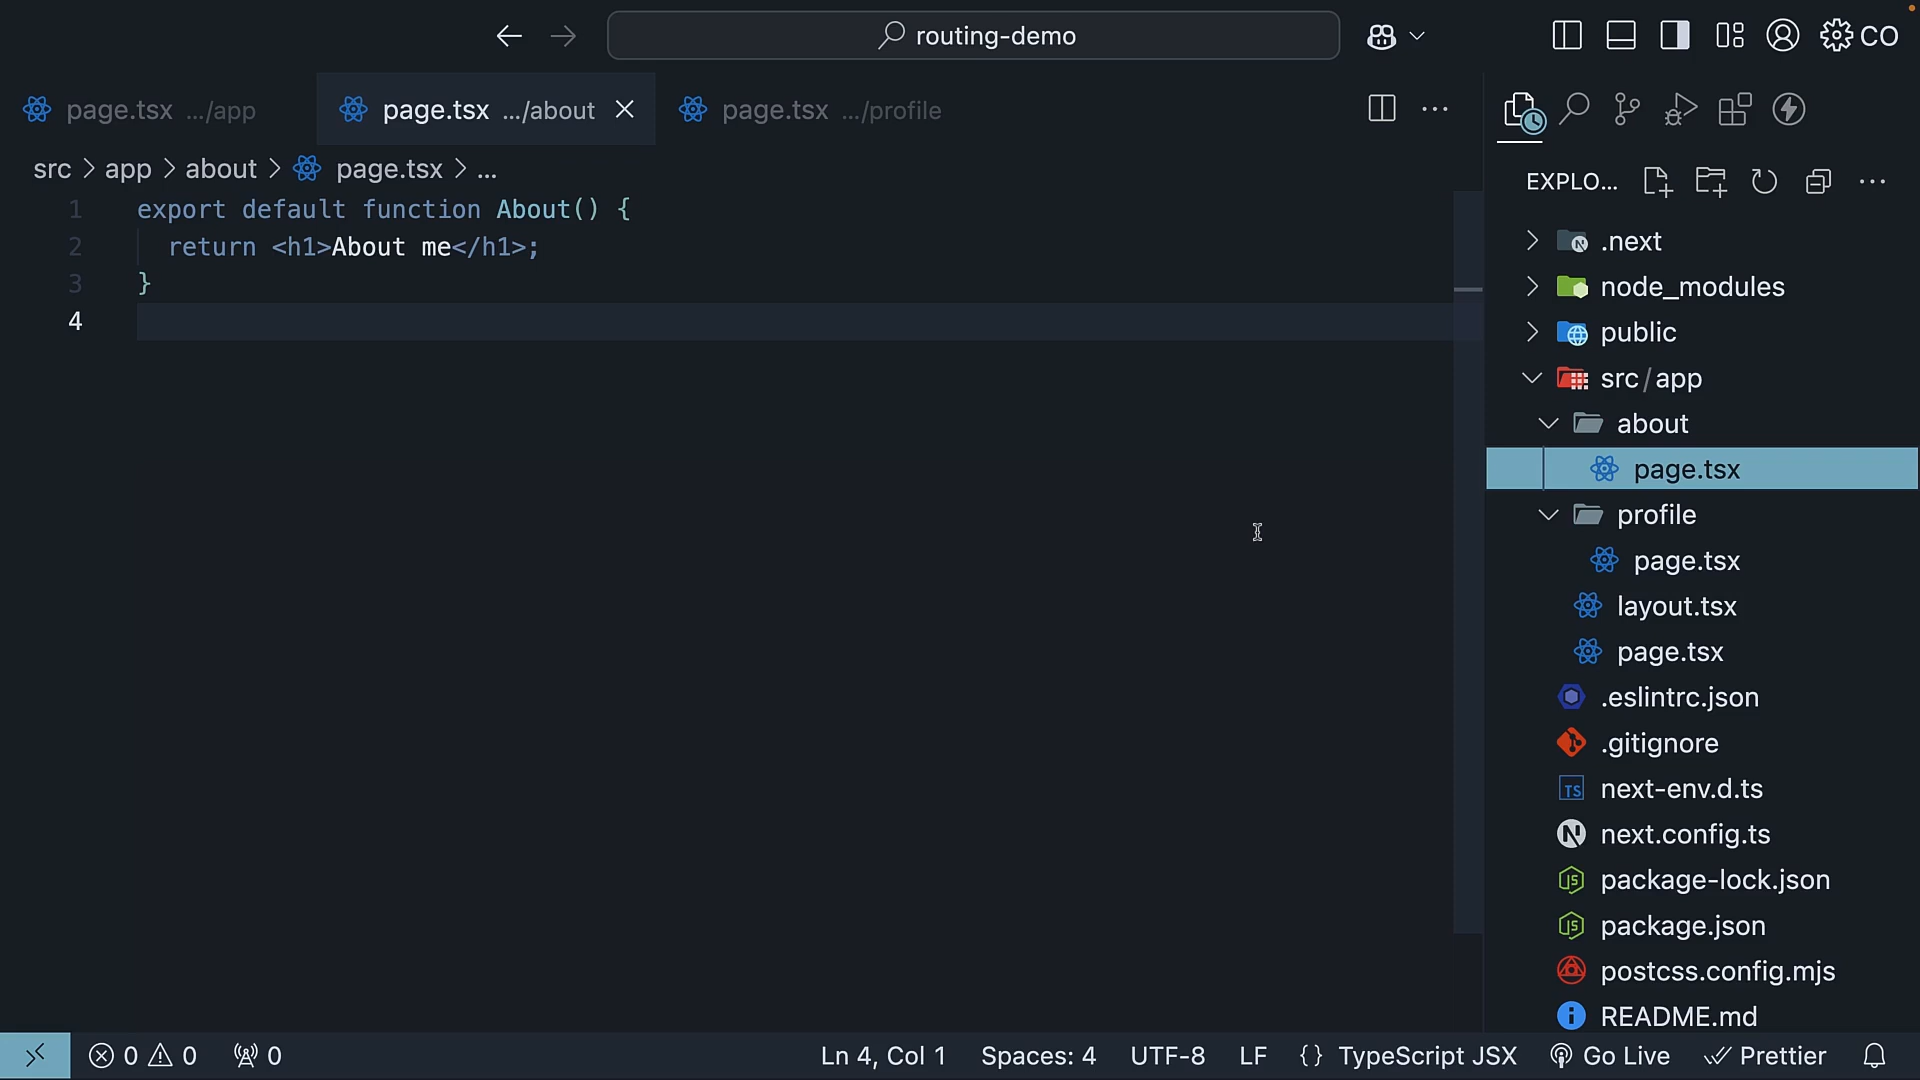 routing-demo
CO
page.tsx .../app
page.tsx .../about
page.tsx .../profile
src > app > about > page.tsx > ...
1 export default function About() {
2 return <h1>About me</h1>;
3 }
4
EXPLO...
.next
node_modules
public
src/app
about
page.tsx
profile
page.tsx
layout.tsx
page.tsx
.eslintrc.json
.gitignore
TS next-env.d.ts
N next.config.ts
JS package-lock.json
JS package.json
postcss.config.mjs
README.md
0 0 0
Ln 4, Col 1 Spaces: 4 UTF-8 LF {} TypeScript JSX Go Live Prettier